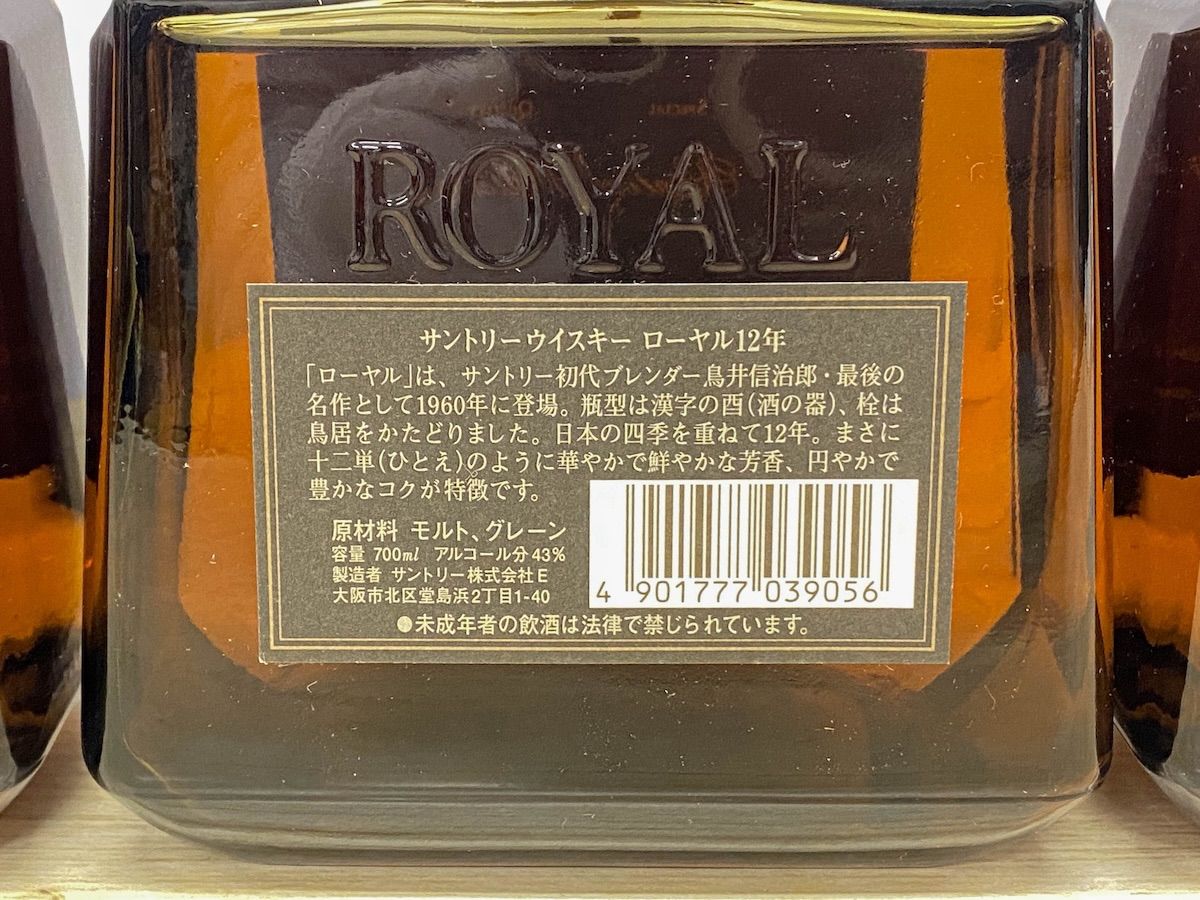 ROYAL
サントリーウイスキー ローヤル12年
「ローヤル」は、サントリー初代ブレンダー鳥井信治郎・最後の
名作として1960年に登場。瓶型は漢字の酉(酒の器)、栓は
鳥居をかたどりました。日本の四季を重ねて12年。まさに
十二単(ひとえ)のように華やかで鮮やかな芳香、円やかで
豊かなコクが特徴です。
原材料 モルト、グレーン
容量 700ml アルコール分43%
製造者 サントリー株式会社E
大阪市北区堂島浜2丁目1-40
4 901777 039056
●未成年者の飲酒は法律で禁じられています。